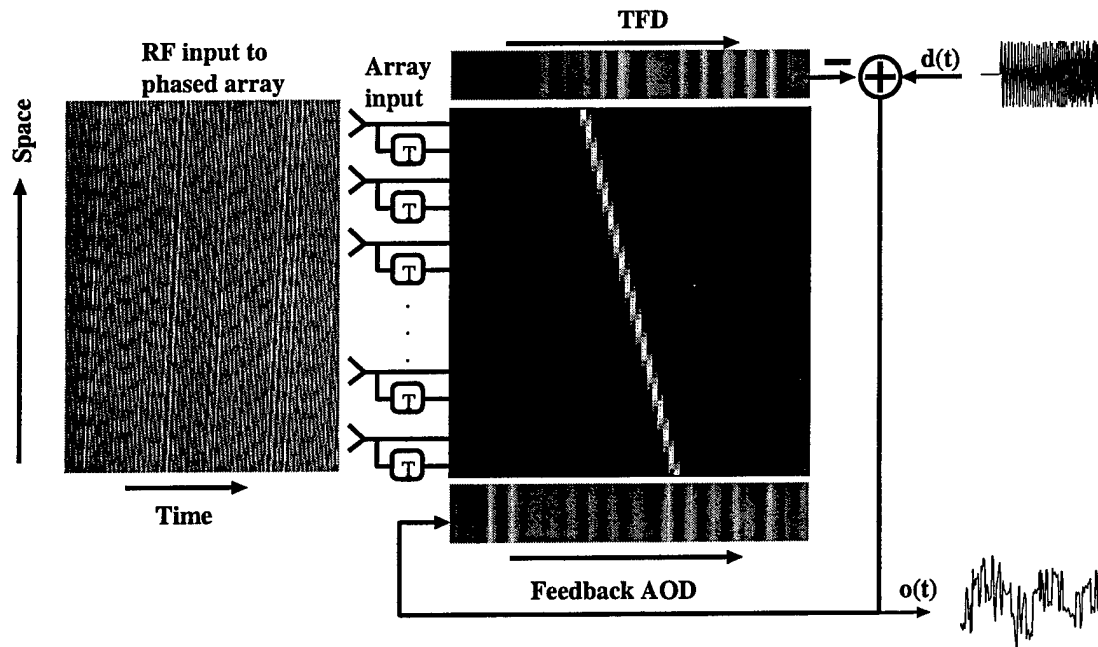 TFD
RF input to
phased array
Array
input
d(t)
Space
T
T
T
T
T
Time
Feedback AOD
o(t)